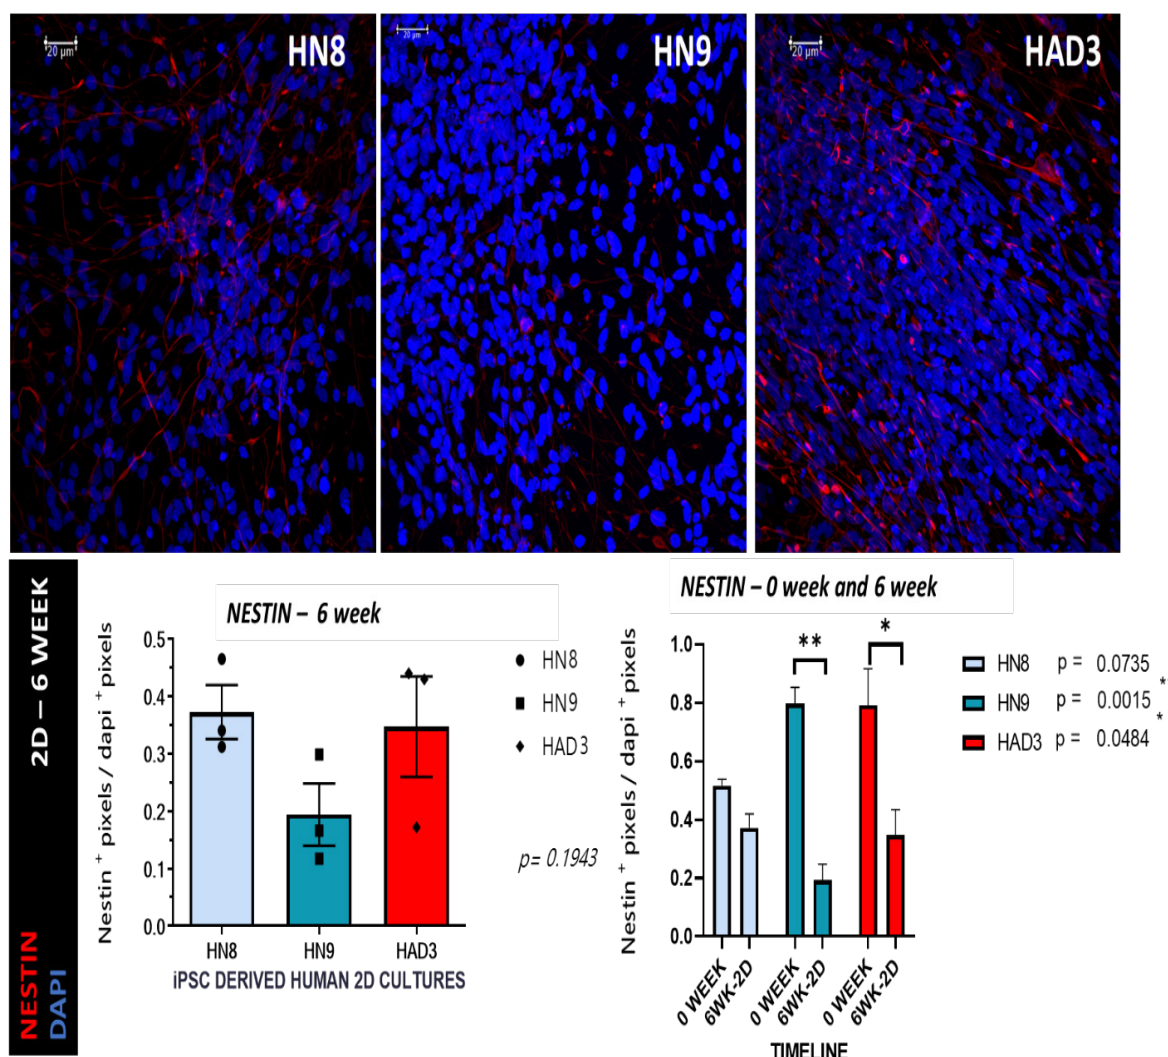 20 µm
HN8
20 µm
HN9
20 µm
HAD3
2D – 6 WEEK
NESTIN
DAPI
NESTIN – 6 week
Nestin + pixels / dapi + pixels
0.5
0.4
0.3
0.2
0.1
0.0
HN8
HN9
HAD3
iPSC DERIVED HUMAN 2D CULTURES
HN8
HN9
HAD3
p= 0.1943
NESTIN – 0 week and 6 week
Nestin + pixels / dapi + pixels
1.0
0.8
0.6
0.4
0.2
0.0
**
*
0 WEEK
6WK-2D
0 WEEK
6WK-2D
0 WEEK
6WK-2D
TIMELINE
HN8 p = 0.0735
HN9 p = 0.0015 *
HAD3 p = 0.0484 *